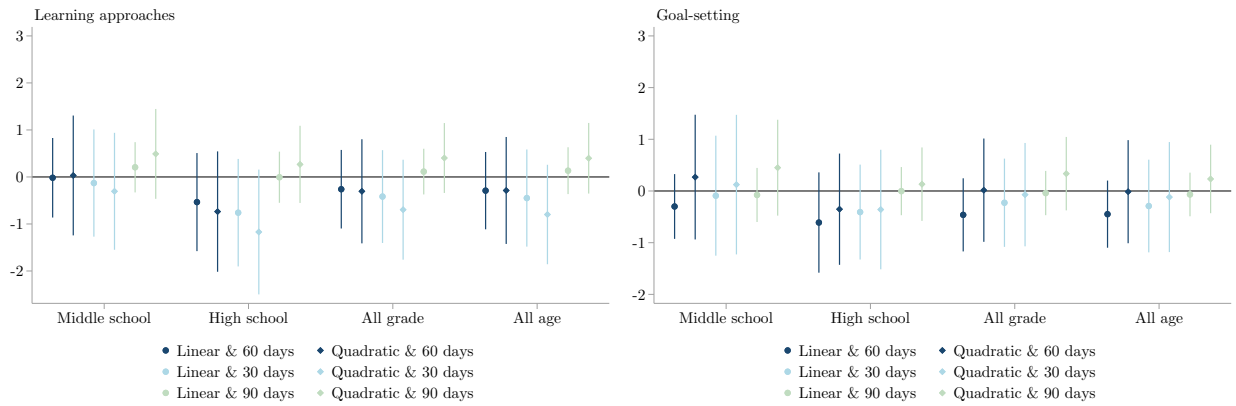 Learning approaches
3
2
1
0
-1
-2
Middle school High school All grade All age
Linear & 60 days Quadratic & 60 days
Linear & 30 days Quadratic & 30 days
Linear & 90 days Quadratic & 90 days
Goal-setting
3
2
1
0
-1
-2
Middle school High school All grade All age
Linear & 60 days Quadratic & 60 days
Linear & 30 days Quadratic & 30 days
Linear & 90 days Quadratic & 90 days